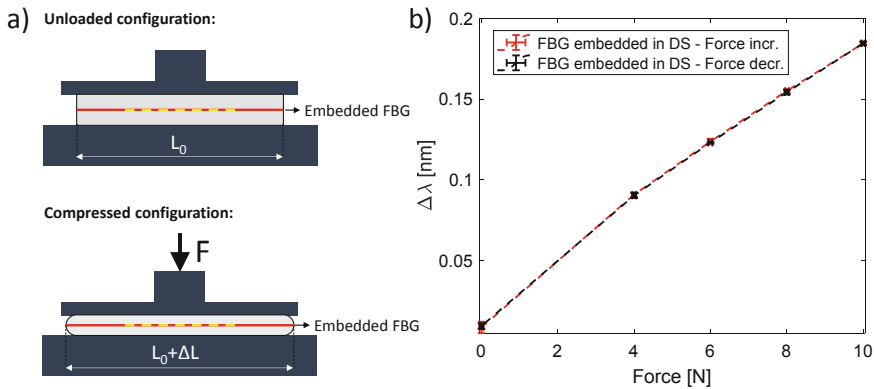 a)
Unloaded configuration:
Embedded FBG
L₀
Compressed configuration:
F
Embedded FBG
L₀+ΔL
b)
0.2
0.15
0.1
0.05
Δ λ [nm]
FBG embedded in DS - Force incr.
FBG embedded in DS - Force decr.
0 2 4 6 8 10
Force [N]